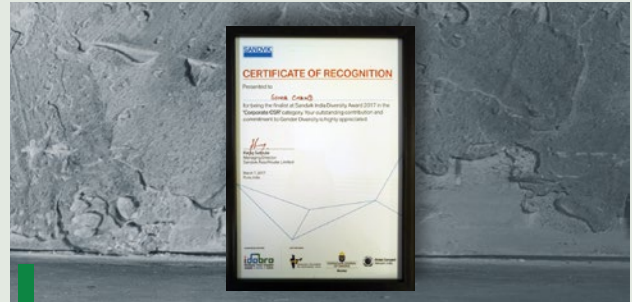 SANDVIK
CERTIFICATE OF RECOGNITION
Presented to
for being the finalist at Sandvik India Diversity Award 2017 in the
'Corporate CSR' category. Your outstanding contribution and
commitment to Gender Diversity is highly appreciated.
Managing Director
Sandvik Asia Private Limited
March 7, 2017
Pune, India
idobro